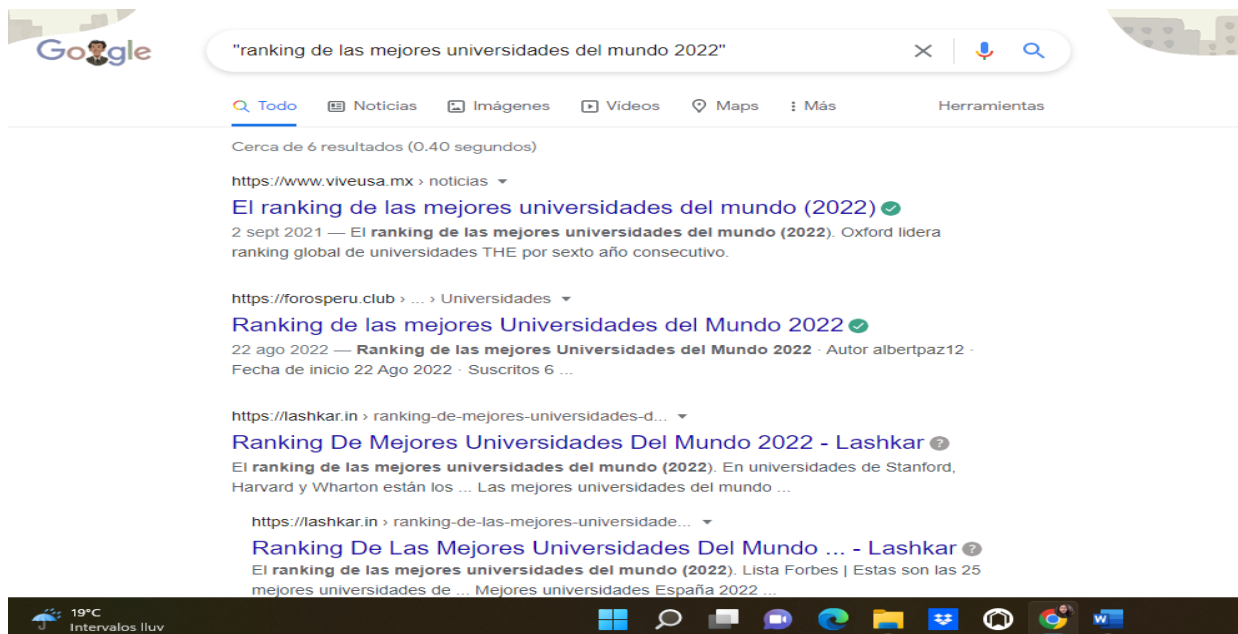 Google
"ranking de las mejores universidades del mundo 2022"
Todo Noticias Imágenes Vídeos Maps Más Herramientas
Cerca de 6 resultados (0.40 segundos)
https://www.viveusa.mx › noticias
El ranking de las mejores universidades del mundo (2022)
2 sept 2021 — El ranking de las mejores universidades del mundo (2022). Oxford lidera
ranking global de universidades THE por sexto año consecutivo.
https://forosperu.club › ... › Universidades
Ranking de las mejores Universidades del Mundo 2022
22 ago 2022 — Ranking de las mejores Universidades del Mundo 2022 · Autor albertpaz12 ·
Fecha de inicio 22 Ago 2022 · Suscritos 6 ...
https://lashkar.in › ranking-de-mejores-universidades-d...
Ranking De Mejores Universidades Del Mundo 2022 - Lashkar
El ranking de las mejores universidades del mundo (2022). En universidades de Stanford,
Harvard y Wharton están los ... Las mejores universidades del mundo ...
https://lashkar.in › ranking-de-las-mejores-universidade...
Ranking De Las Mejores Universidades Del Mundo ... - Lashkar
El ranking de las mejores universidades del mundo (2022). Lista Forbes | Estas son las 25
mejores universidades de ... Mejores universidades España 2022 ...
19°C
Intervalos lluv